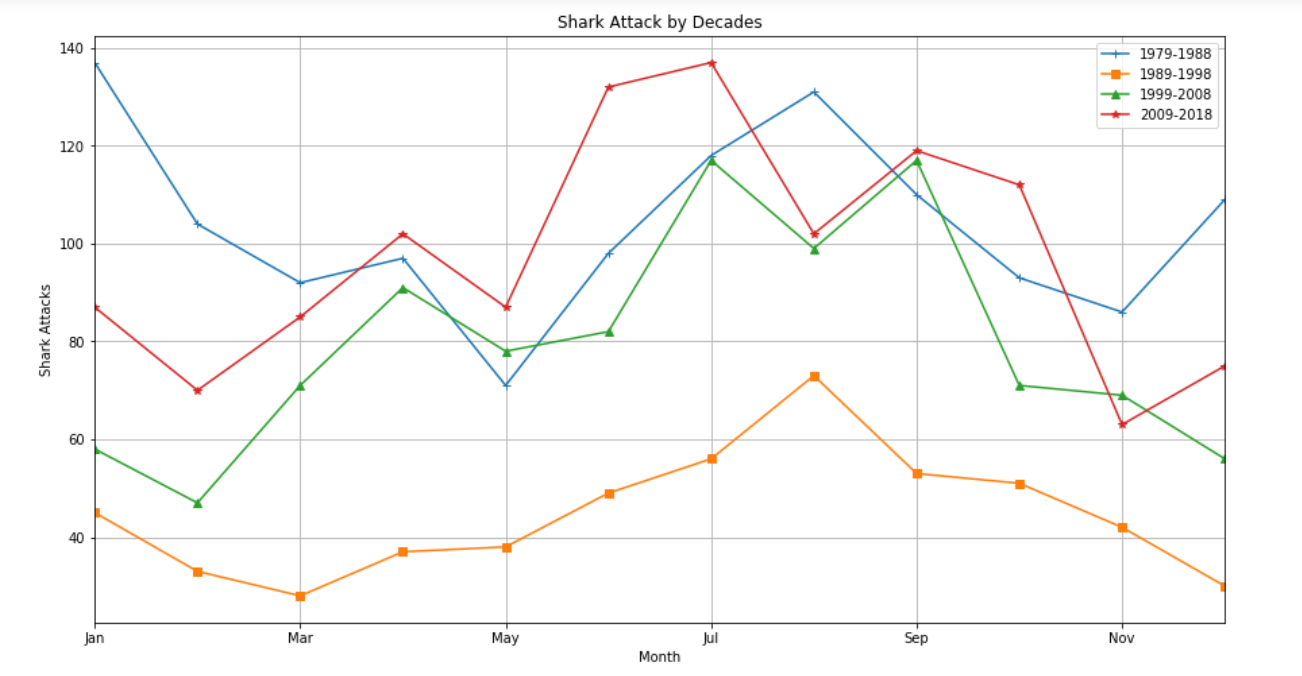 Shark Attack by Decades
140
120
100
80
60
40
Shark Attacks
Jan Mar May Jul Sep Nov
Month
1979-1988
1989-1998
1999-2008
2009-2018